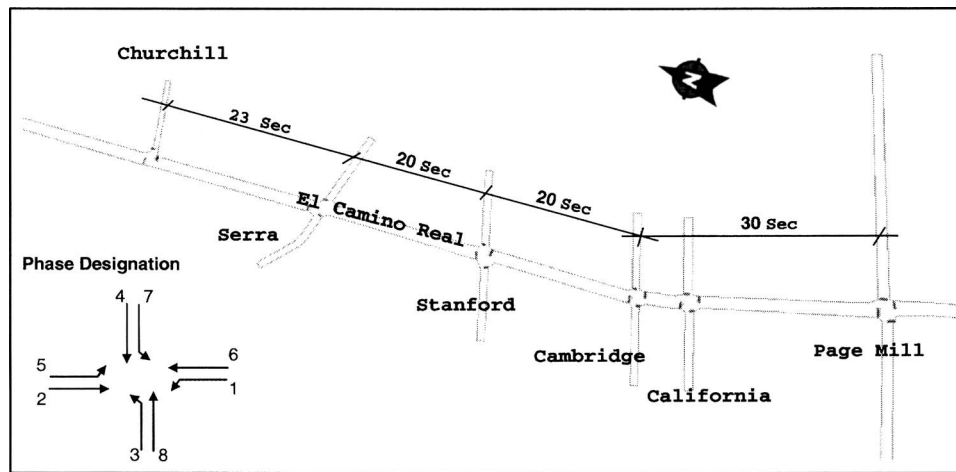 Churchill
N
23 Sec
20 Sec
20 Sec
30 Sec
El Camino Real
Serra
Stanford
Cambridge
California
Page Mill
Phase Designation
4 7
5
2
6
1
3 8